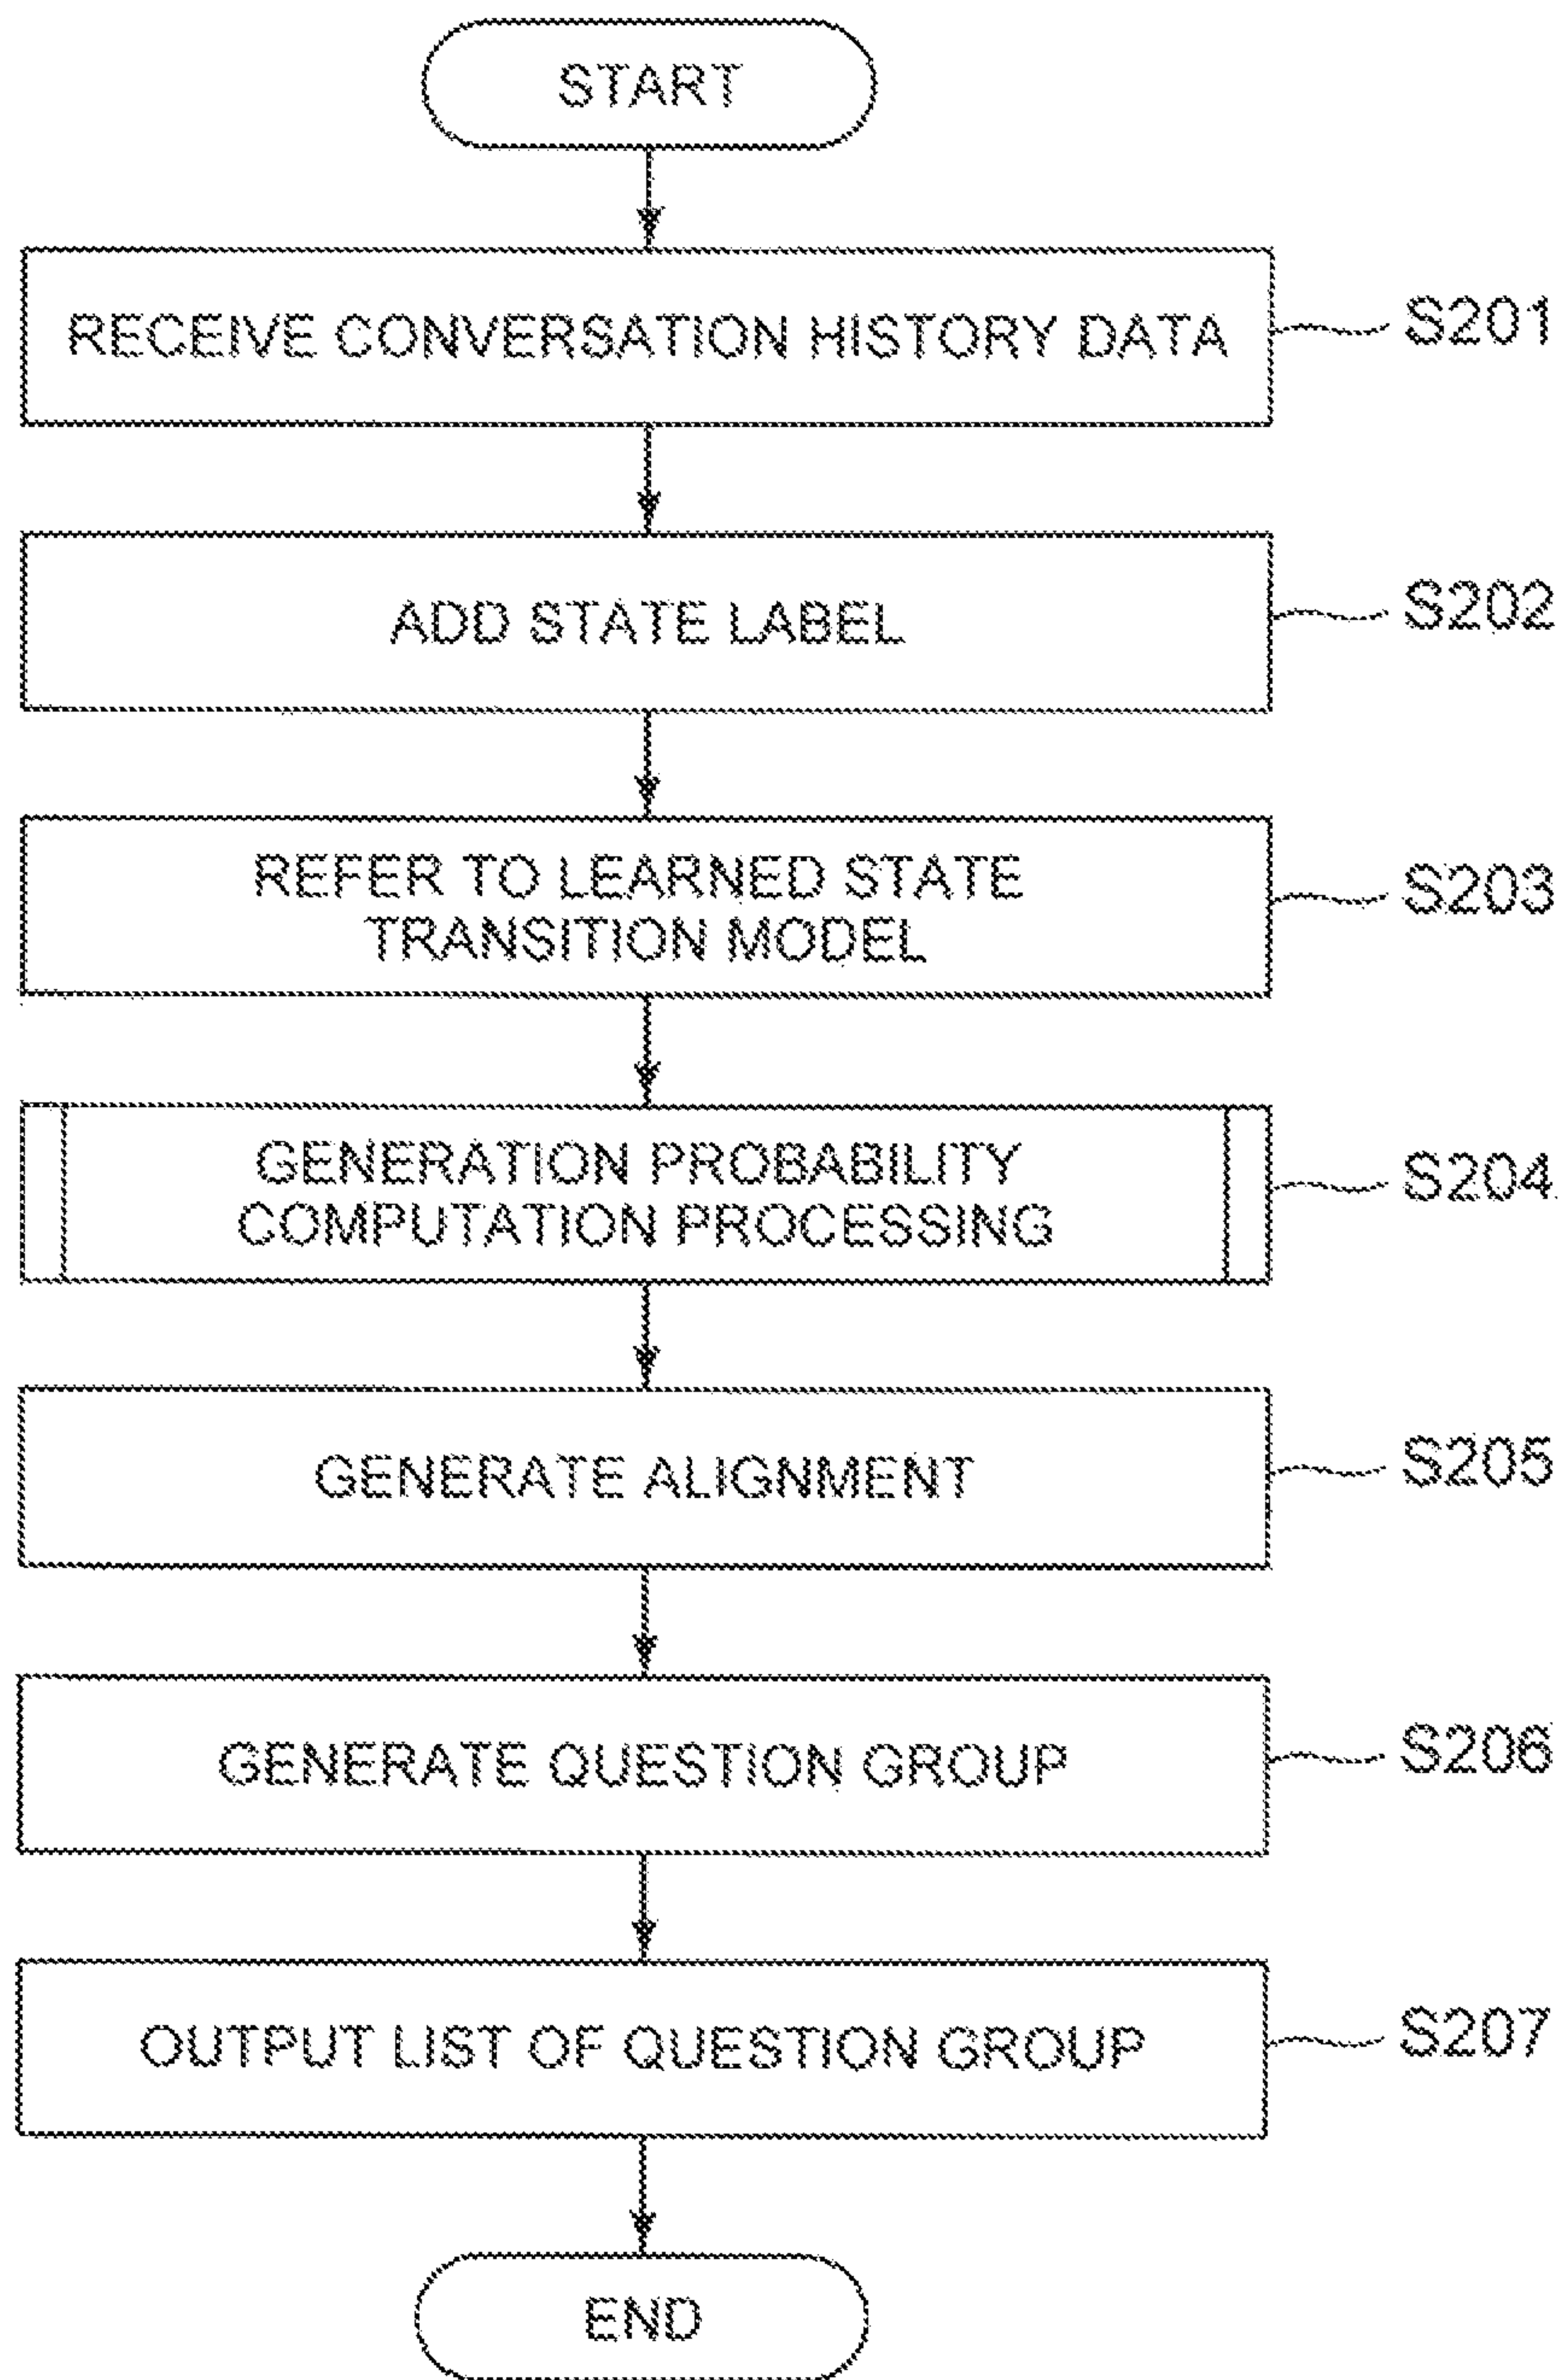 START
RECEIVE CONVERSATION HISTORY DATA
S201
ADD STATE LABEL
S202
REFER TO LEARNED STATE
TRANSITION MODEL
S203
GENERATION PROBABILITY
COMPUTATION PROCESSING
S204
GENERATE ALIGNMENT
S205
GENERATE QUESTION GROUP
S206
OUTPUT LIST OF QUESTION GROUP
S207
END